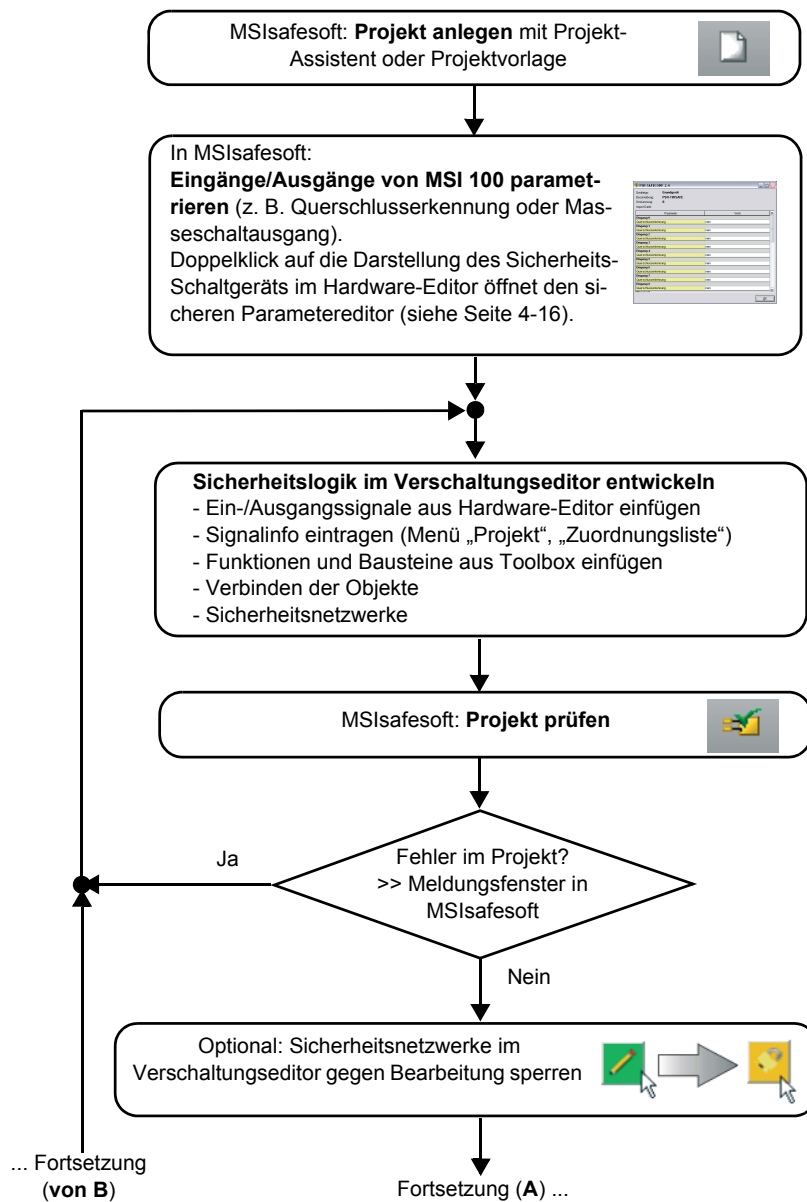 MSIsafesoft: Projekt anlegen mit Projekt-
Assistent oder Projektvorlage
In MSIsafesoft:
Eingänge/Ausgänge von MSI 100 paramet-
rieren (z. B. Querschlusserkennung oder Mas-
seschaltausgang).
Doppelklick auf die Darstellung des Sicherheits-
Schaltgeräts im Hardware-Editor öffnet den si-
cheren Parametereditor (siehe Seite 4-16).
Sicherheitslogik im Verschaltungseditor entwickeln
- Ein-/Ausgangssignale aus Hardware-Editor einfügen
- Signalinfo eintragen (Menü „Projekt“, „Zuordnungsliste“)
- Funktionen und Bausteine aus Toolbox einfügen
- Verbinden der Objekte
- Sicherheitsnetzwerke
MSIsafesoft: Projekt prüfen
Ja
Fehler im Projekt?
>> Meldungsfenster in
MSIsafesoft
Nein
Optional: Sicherheitsnetzwerke im
Verschaltungseditor gegen Bearbeitung sperren
... Fortsetzung
(von B)
Fortsetzung (A) ...